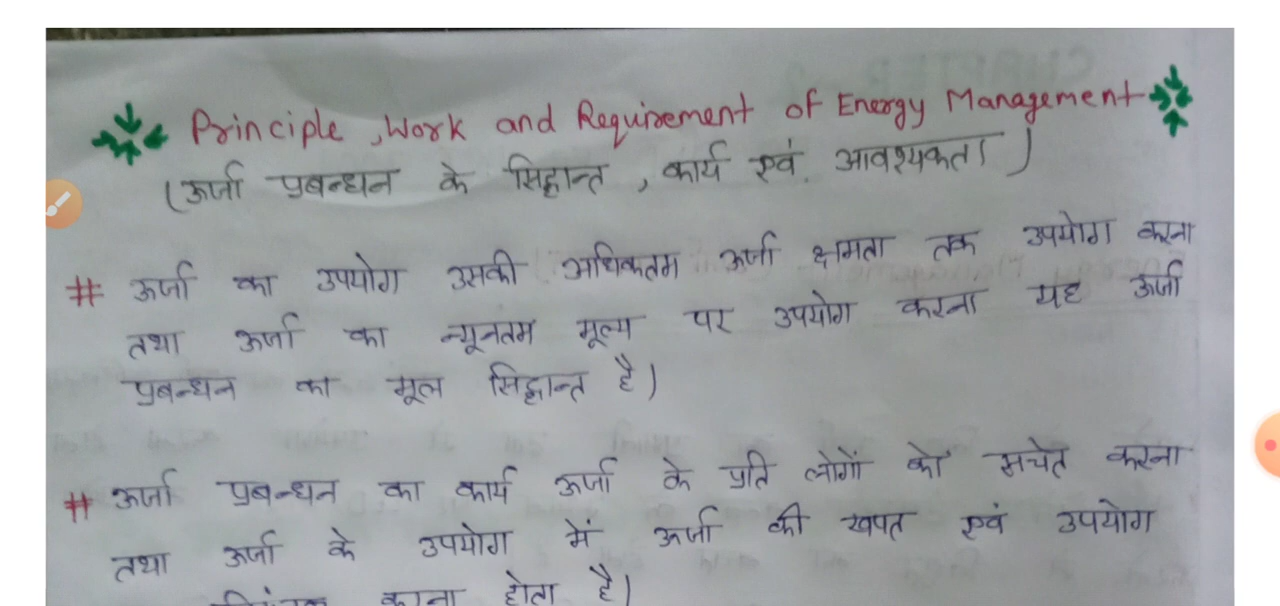 Principle, Work and Requirement of Energy Management
(ऊर्जा प्रबन्धन के सिद्धान्त, कार्य एवं आवश्यकता)
# ऊर्जा का उपयोग उसकी अधिकतम ऊर्जा क्षमता तक उपयोग करना
तथा ऊर्जा का न्यूनतम मूल्य पर उपयोग करना यह ऊर्जा
प्रबन्धन का मूल सिद्धान्त है।
# ऊर्जा प्रबन्धन का कार्य ऊर्जा के प्रति लोगों को सचेत करना
तथा ऊर्जा के उपयोग में ऊर्जा की खपत एवं उपयोग
करना होता है।